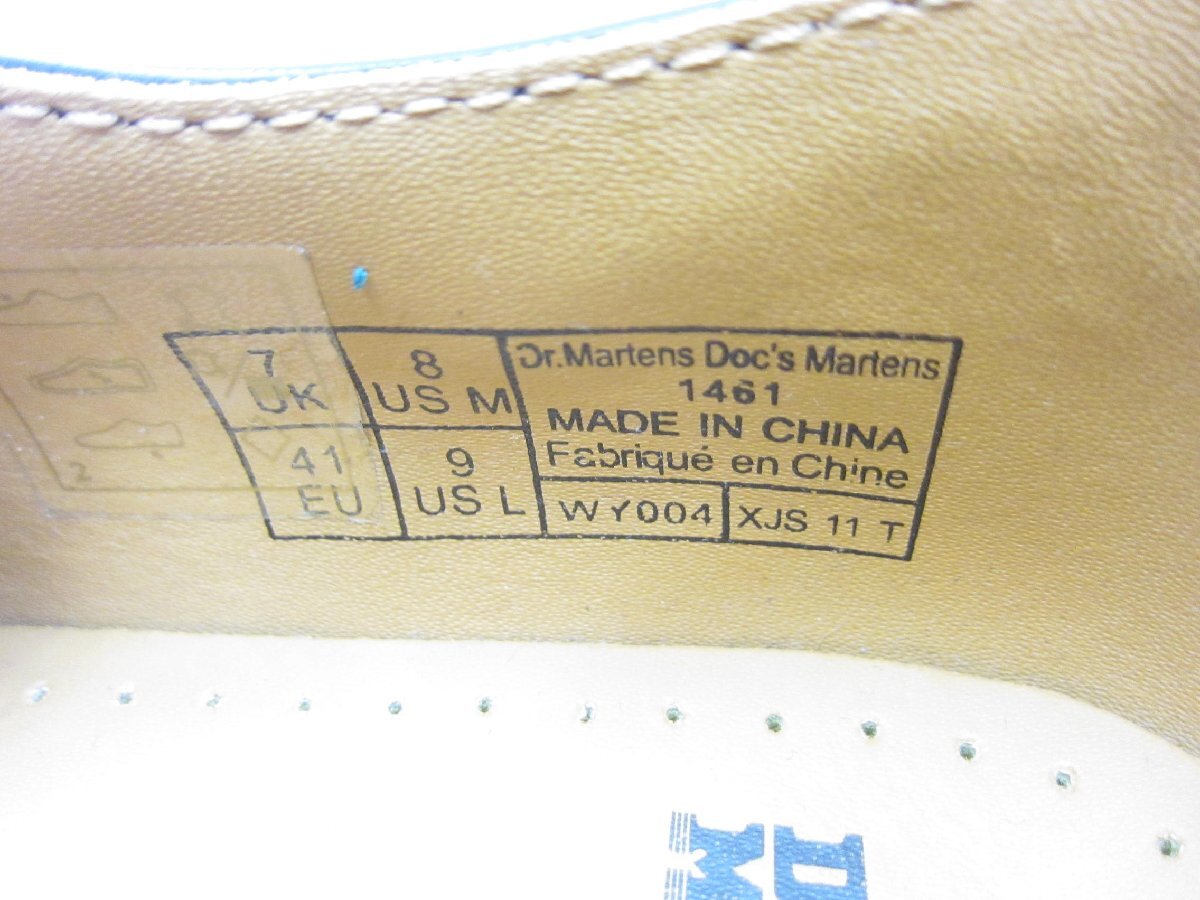 7
UK
8
US M
41
EU
9
US L
Dr.Martens Doc's Martens
1461
MADE IN CHINA
Fabriqué en Chine
WY004
XJS 11 T
2
D
M